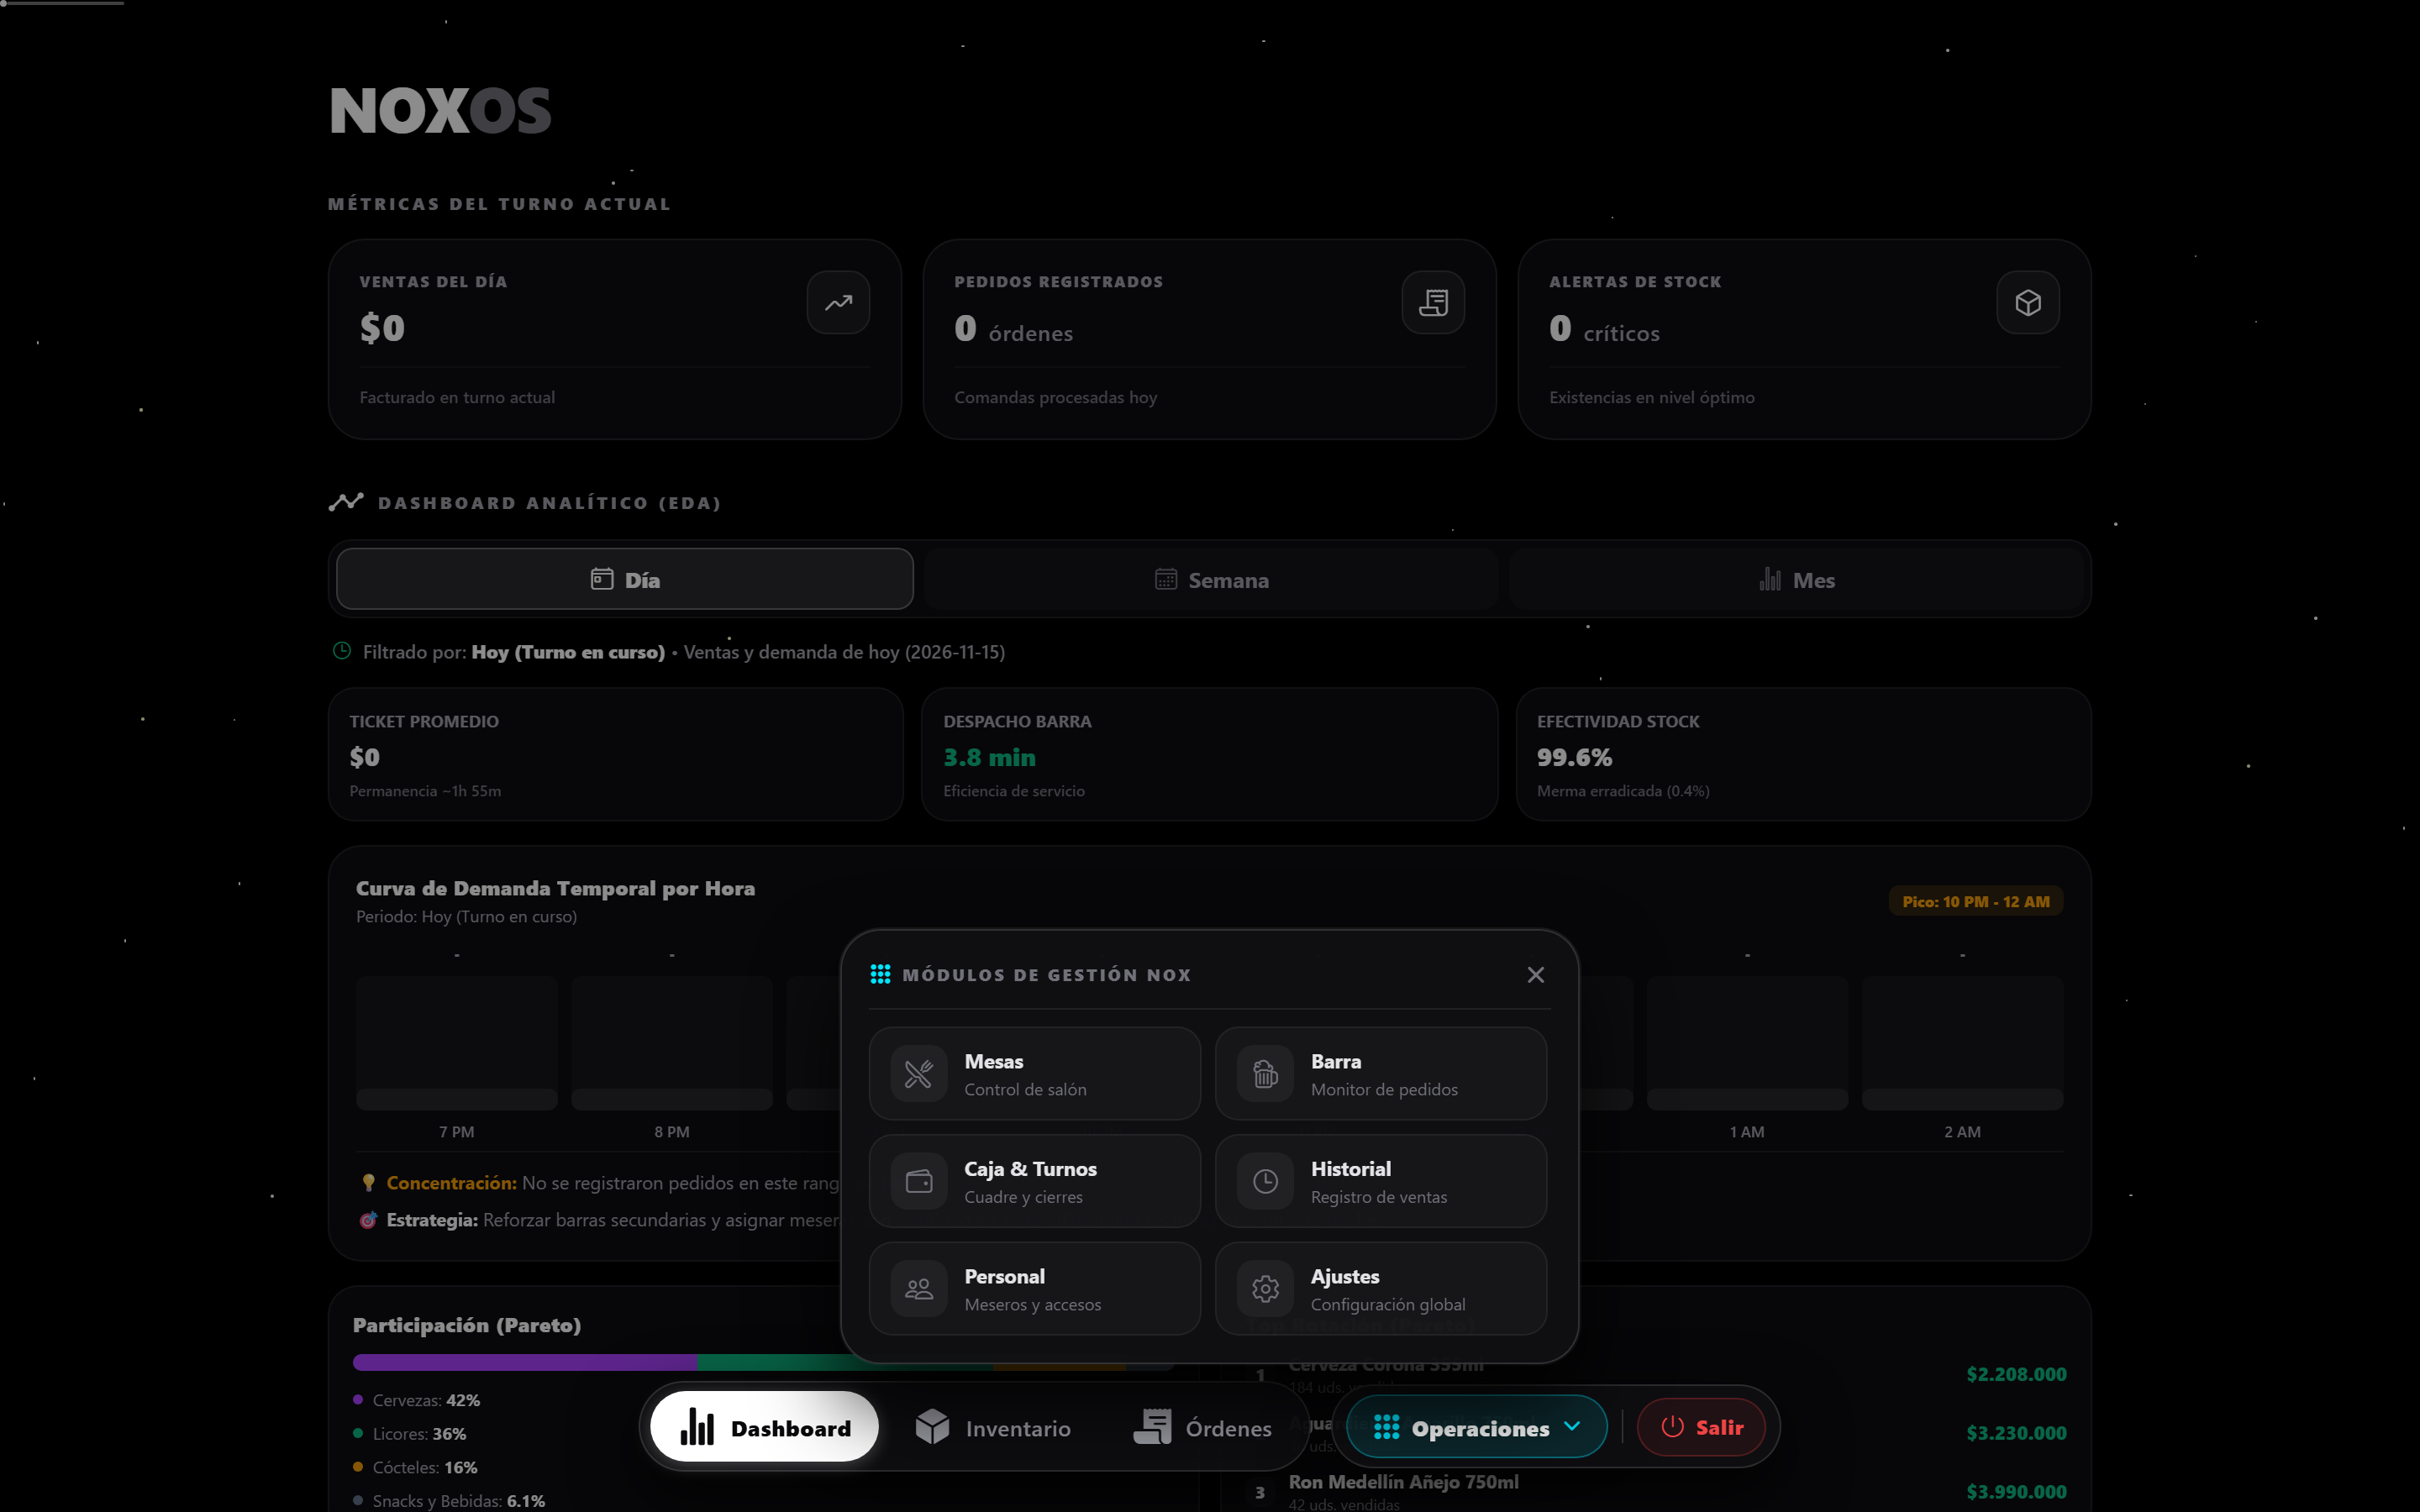 NOXOS
MÉTRICAS DEL TURNO ACTUAL
VENTAS DEL DÍA
$0
Facturado en turno actual
PEDIDOS REGISTRADOS
0 órdenes
Comandas procesadas hoy
ALERTAS DE STOCK
0 críticos
Existencias en nivel óptimo
DASHBOARD ANALÍTICO (EDA)
Día
Semana
Mes
Filtrado por: Hoy (Turno en curso) • Ventas y demanda de hoy (2026-11-15)
TICKET PROMEDIO
$0
Permanencia ~1h 55m
DESPACHO BARRA
3.8 min
Eficiencia de servicio
EFECTIVIDAD STOCK
99.6%
Merma erradicada (0.4%)
Curva de Demanda Temporal por Hora
Periodo: Hoy (Turno en curso)
Pico: 10 PM - 12 AM
- - - -
7 PM 8 PM 1 AM 2 AM
Concentración: No se registraron pedidos en este rang
Estrategia: Reforzar barras secundarias y asignar meser
MÓDULOS DE GESTIÓN NOX
Mesas
Control de salón
Barra
Monitor de pedidos
Caja & Turnos
Cuadre y cierres
Historial
Registro de ventas
Personal
Meseros y accesos
Ajustes
Configuración global
Participación (Pareto)
Cervezas: 42%
Licores: 36%
Cócteles: 16%
Snacks y Bebidas: 6.1%
1
Cerveza Corona 355ml
184 uds.
$2.208.000
uds.
$3.230.000
3
Ron Medellín Añejo 750ml
42 uds. vendidas
$3.990.000
Dashboard
Inventario
Órdenes
Operaciones
Salir